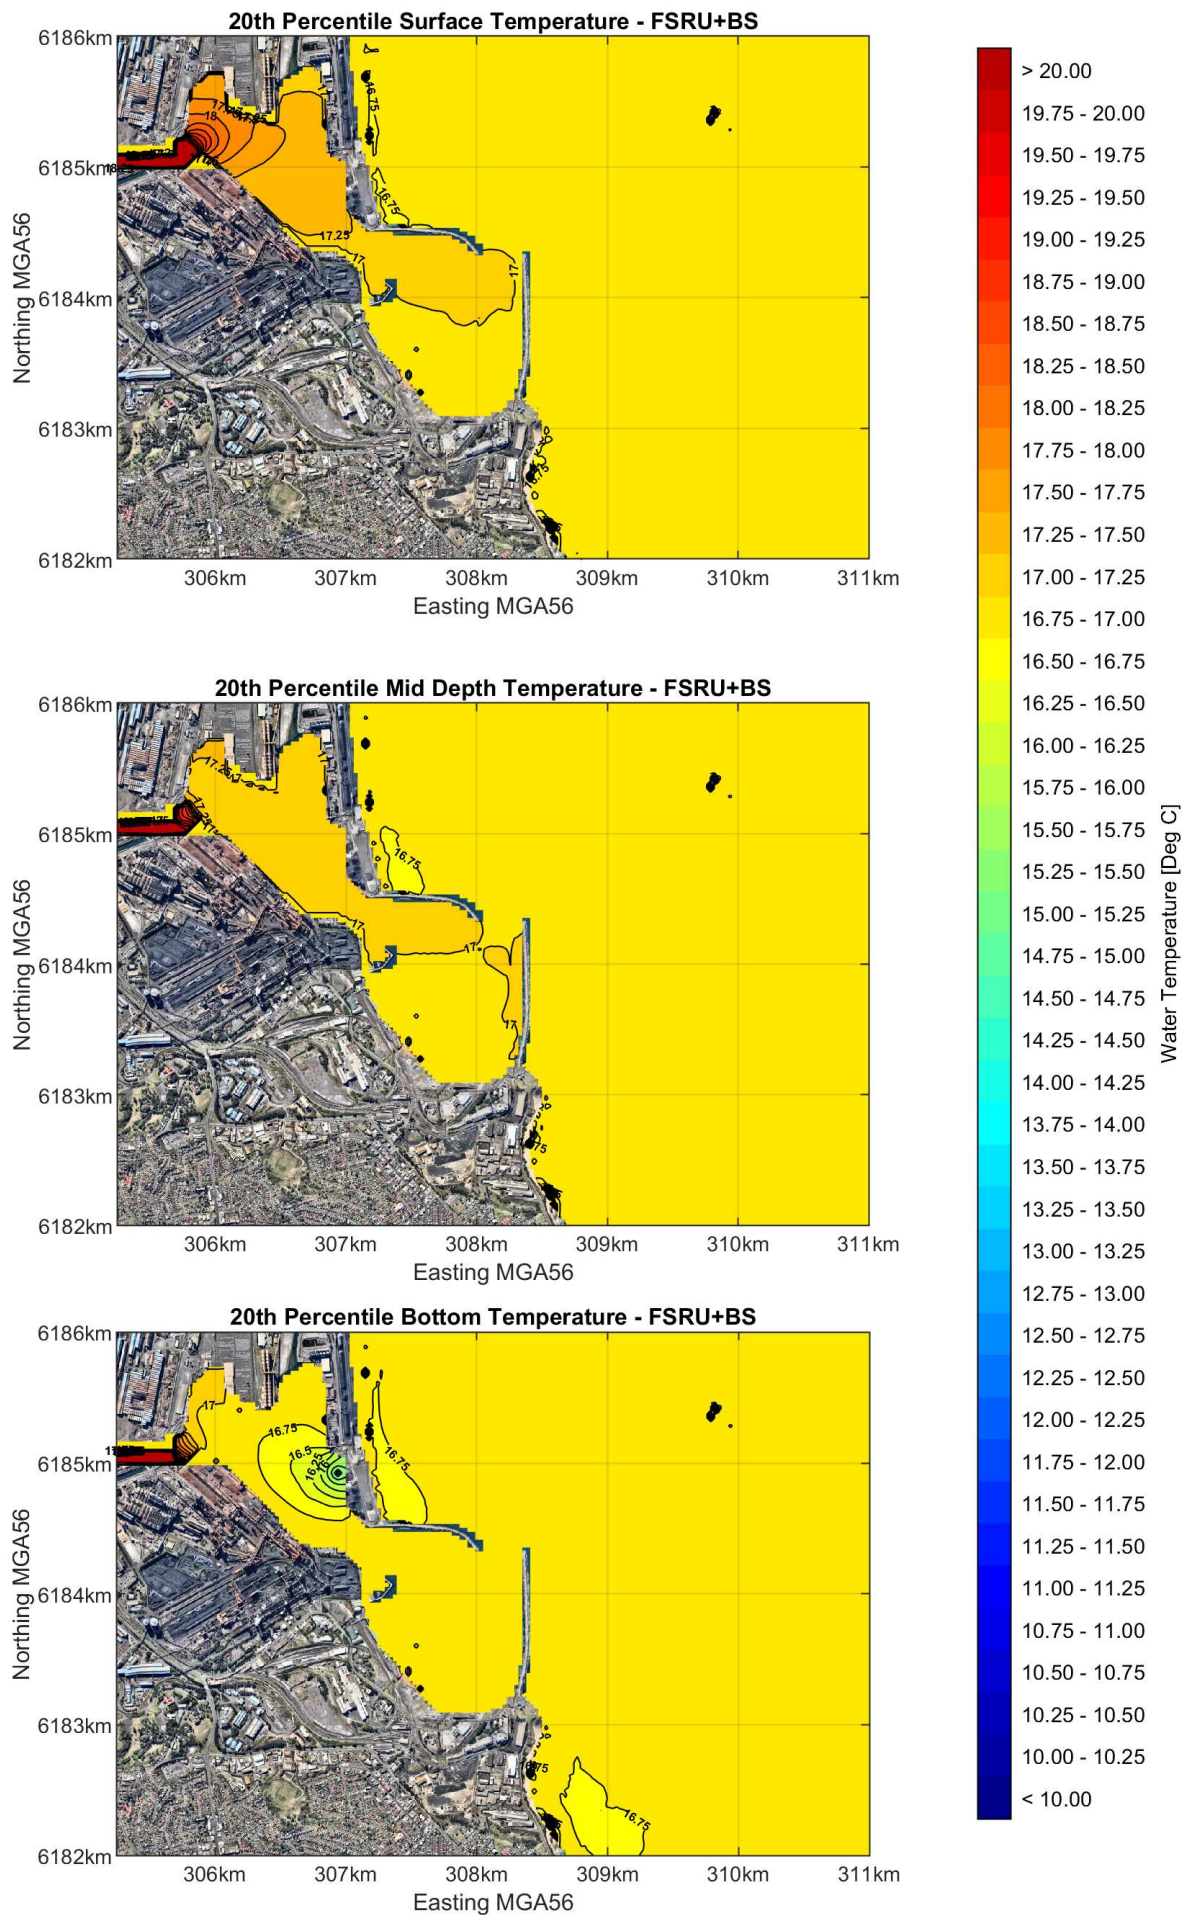 20th Percentile Surface Temperature - FSRU+BS
6186km
6185km
6184km
6183km
6182km
Northing MGA56
16.75
18
16.75
17.25
17
17
306km 307km 308km 309km 310km 311km
Easting MGA56
20th Percentile Mid Depth Temperature - FSRU+BS
6186km
6185km
6184km
6183km
6182km
Northing MGA56
17.25
16.75
17
17
17
306km 307km 308km 309km 310km 311km
Easting MGA56
20th Percentile Bottom Temperature - FSRU+BS
6186km
6185km
6184km
6183km
6182km
Northing MGA56
17
16.75
16.5
16.25
16.75
16.75
306km 307km 308km 309km 310km 311km
Easting MGA56
> 20.00
19.75 - 20.00
19.50 - 19.75
19.25 - 19.50
19.00 - 19.25
18.75 - 19.00
18.50 - 18.75
18.25 - 18.50
18.00 - 18.25
17.75 - 18.00
17.50 - 17.75
17.25 - 17.50
17.00 - 17.25
16.75 - 17.00
16.50 - 16.75
16.25 - 16.50
16.00 - 16.25
15.75 - 16.00
15.50 - 15.75
15.25 - 15.50
15.00 - 15.25
14.75 - 15.00
14.50 - 14.75
14.25 - 14.50
14.00 - 14.25
13.75 - 14.00
13.50 - 13.75
13.25 - 13.50
13.00 - 13.25
12.75 - 13.00
12.50 - 12.75
12.25 - 12.50
12.00 - 12.25
11.75 - 12.00
11.50 - 11.75
11.25 - 11.50
11.00 - 11.25
10.75 - 11.00
10.50 - 10.75
10.25 - 10.50
10.00 - 10.25
< 10.00
Water Temperature [Deg C]